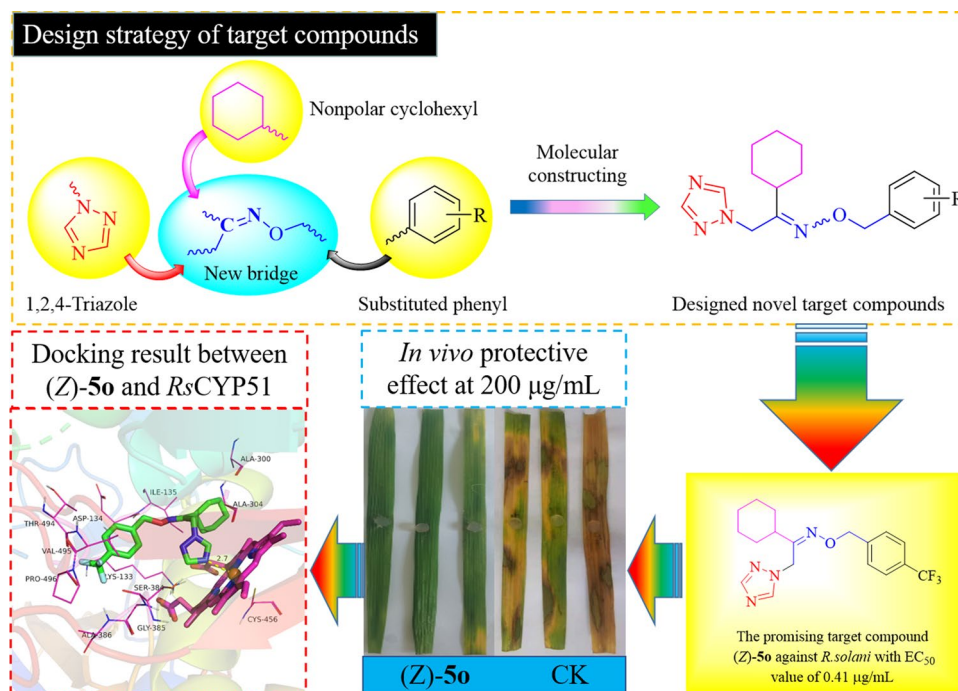 Design strategy of target compounds
Nonpolar cyclohexyl
N
N
N
N
O
New bridge
R
1,2,4-Triazole
Substituted phenyl
Molecular
constructing
N
N
N
N
O
R
Designed novel target compounds
Docking result between
(Z)-5o and RsCYP51
ALA-300
ILE-135
ALA-304
ASP-134
THR-494
VAL-495
2.7
PRO-496
CYS-133
SER-384
GLY-385
ALA-386
CYS-456
In vivo protective
effect at 200 μg/mL
(Z)-5o
CK
N
O
N
N
N
CF3
The promising target compound
(Z)-5o against R.solani with EC50
value of 0.41 μg/mL